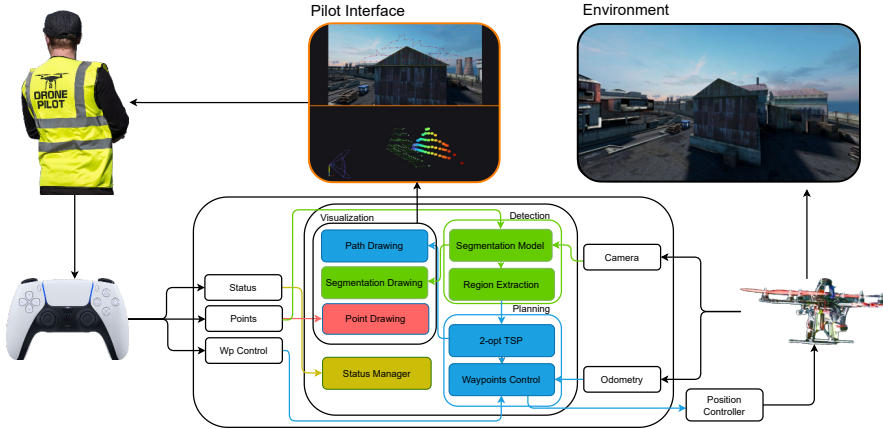 Pilot Interface
Environment
DRONE
PILOT
Visualization
Detection
Path Drawing
Segmentation Model
Camera
Segmentation Drawing
Region Extraction
Status
Planning
Points
Point Drawing
2-opt TSP
Wp Control
Status Manager
Waypoints Control
Odometry
Position
Controller